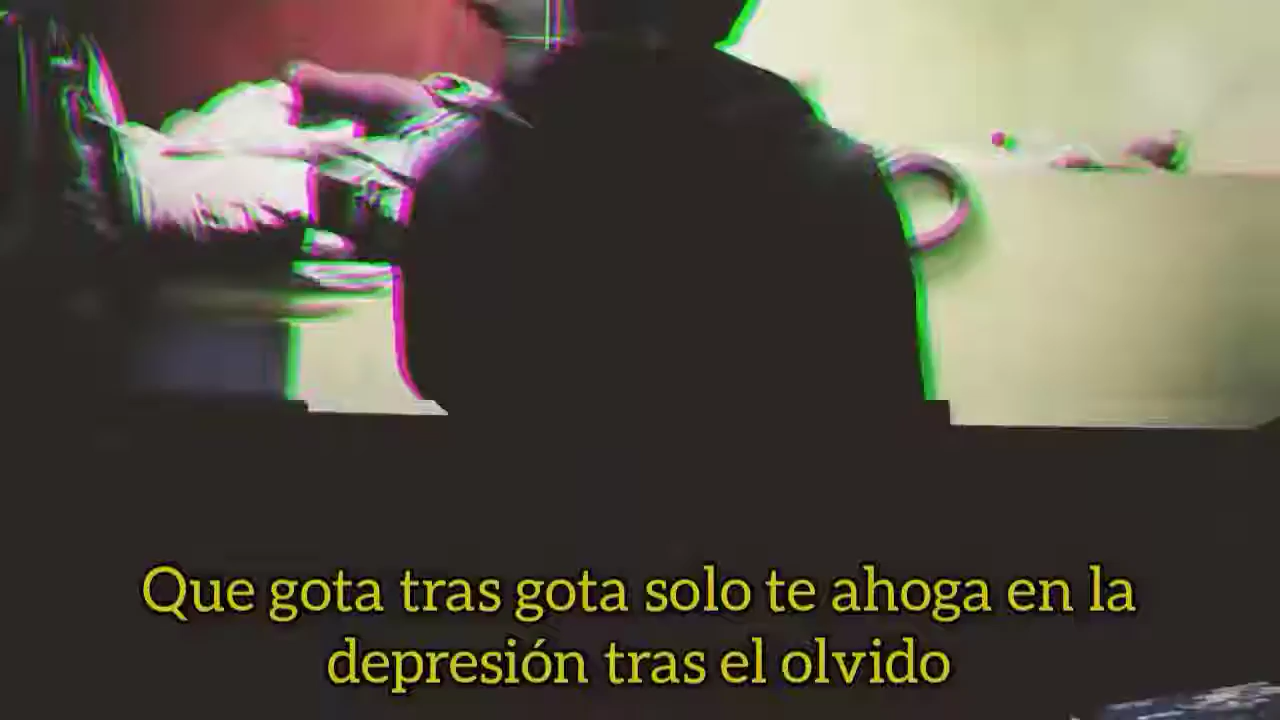 Que gota tras gota solo te ahoga en la
depresión tras el olvido